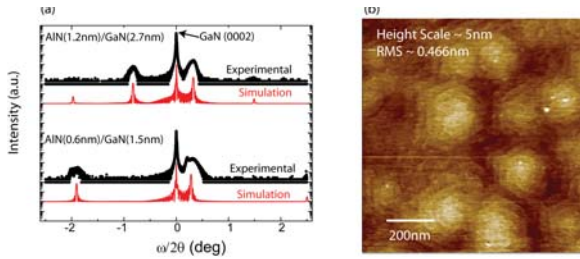 (a)
AlN(1.2nm)/GaN(2.7nm)
GaN (0002)
Experimental
Simulation
AlN(0.6nm)/GaN(1.5nm)
Experimental
Simulation
Intensity (a.u.)
-2 -1 0 1 2
ω/2θ (deg)
(b)
Height Scale ~ 5nm
RMS ~ 0.466nm
200nm